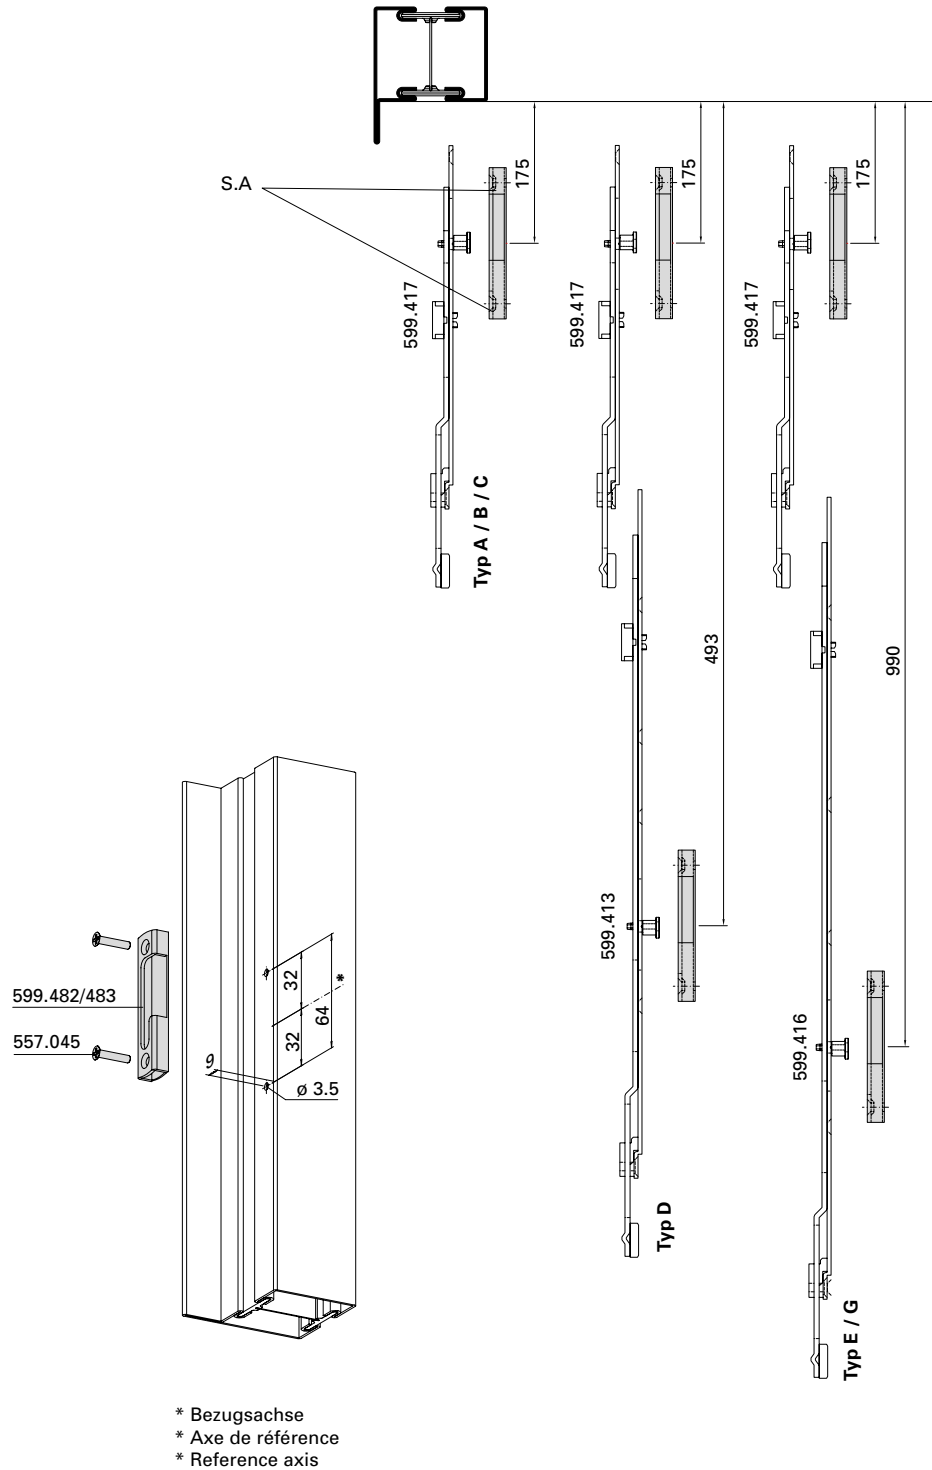 S.A
175
175
175
599.417
599.417
599.417
Typ A / B / C
493
990
599.413
599.416
Typ D
Typ E / G
599.482/483
557.045
32
64
32
*
9
ø 3.5
* Bezugsachse
* Axe de référence
* Reference axis